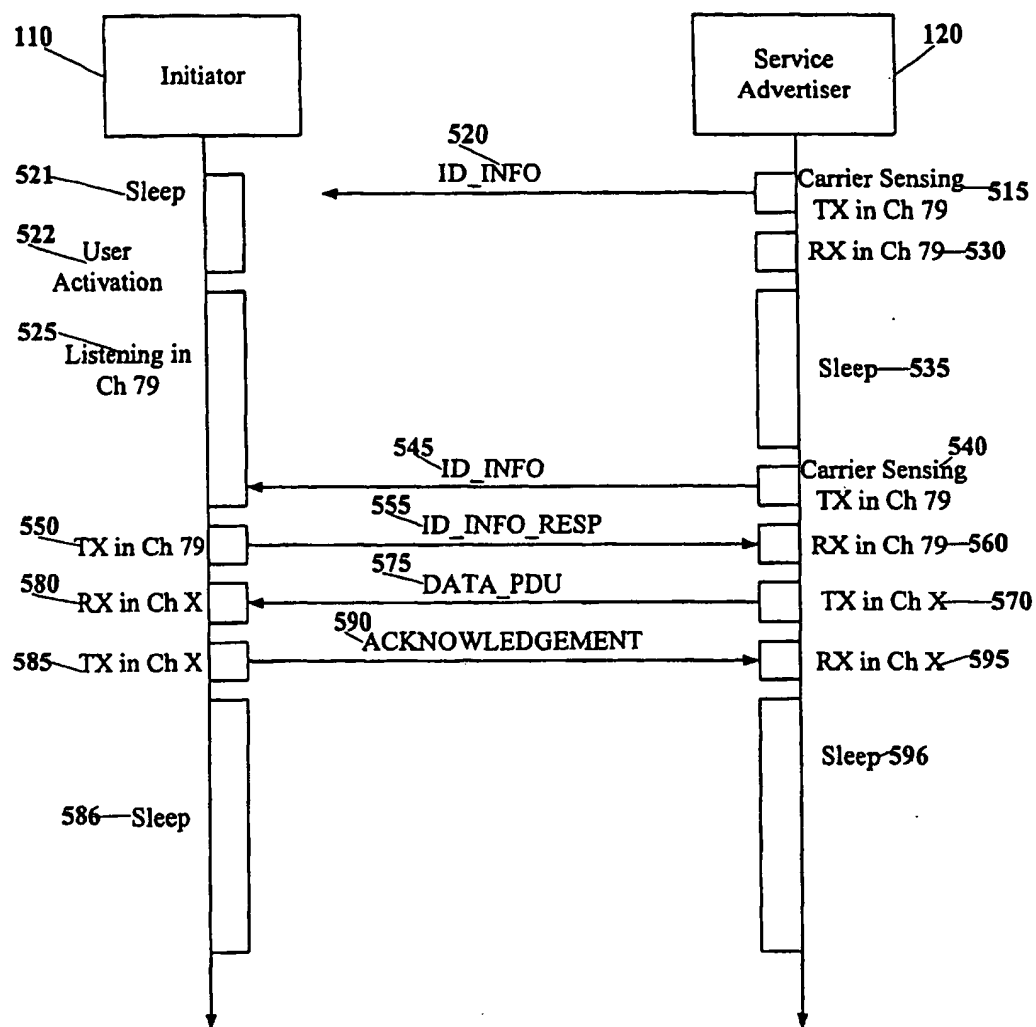 110
Initiator
Service
Advertiser
120
520
ID_INFO
521
Sleep
Carrier Sensing
515
TX in Ch 79
522
User
Activation
RX in Ch 79
530
525
Listening in
Ch 79
Sleep
535
545
ID_INFO
540
Carrier Sensing
TX in Ch 79
555
ID_INFO_RESP
550
TX in Ch 79
RX in Ch 79
560
575
DATA_PDU
580
RX in Ch X
TX in Ch X
570
590
ACKNOWLEDGEMENT
585
TX in Ch X
RX in Ch X
595
Sleep
596
586
Sleep